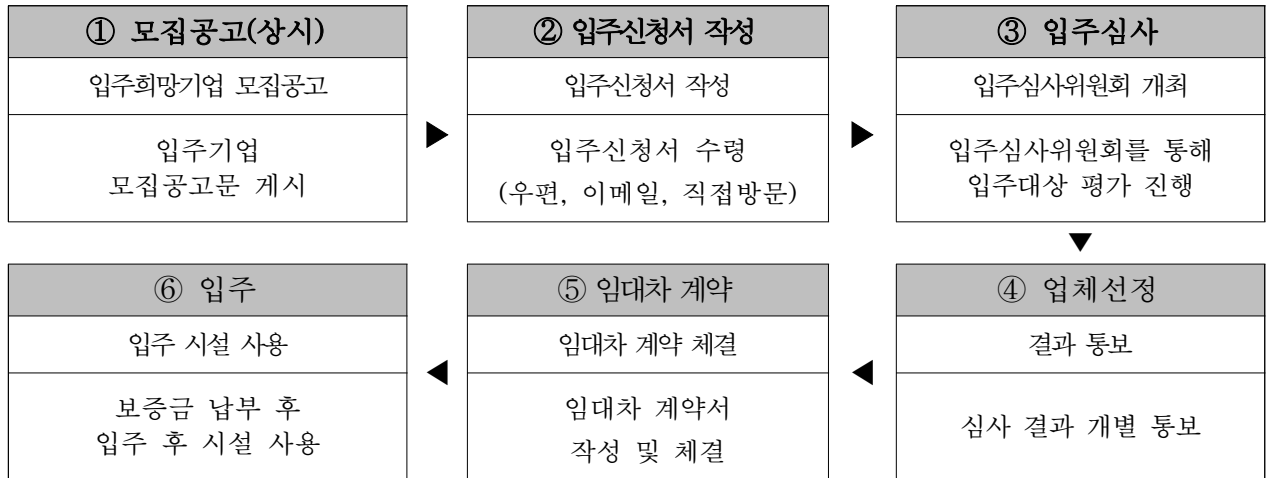 ① 모집공고(상시)
입주희망기업 모집공고
입주기업
모집공고문 게시
▶
② 입주신청서 작성
입주신청서 작성
입주신청서 수령
(우편, 이메일, 직접방문)
▶
③ 입주심사
입주심사위원회 개최
입주심사위원회를 통해
입주대상 평가 진행
▼
④ 업체선정
결과 통보
심사 결과 개별 통보
◀
⑤ 임대차 계약
임대차 계약 체결
임대차 계약서
작성 및 체결
◀
⑥ 입주
입주 시설 사용
보증금 납부 후
입주 후 시설 사용